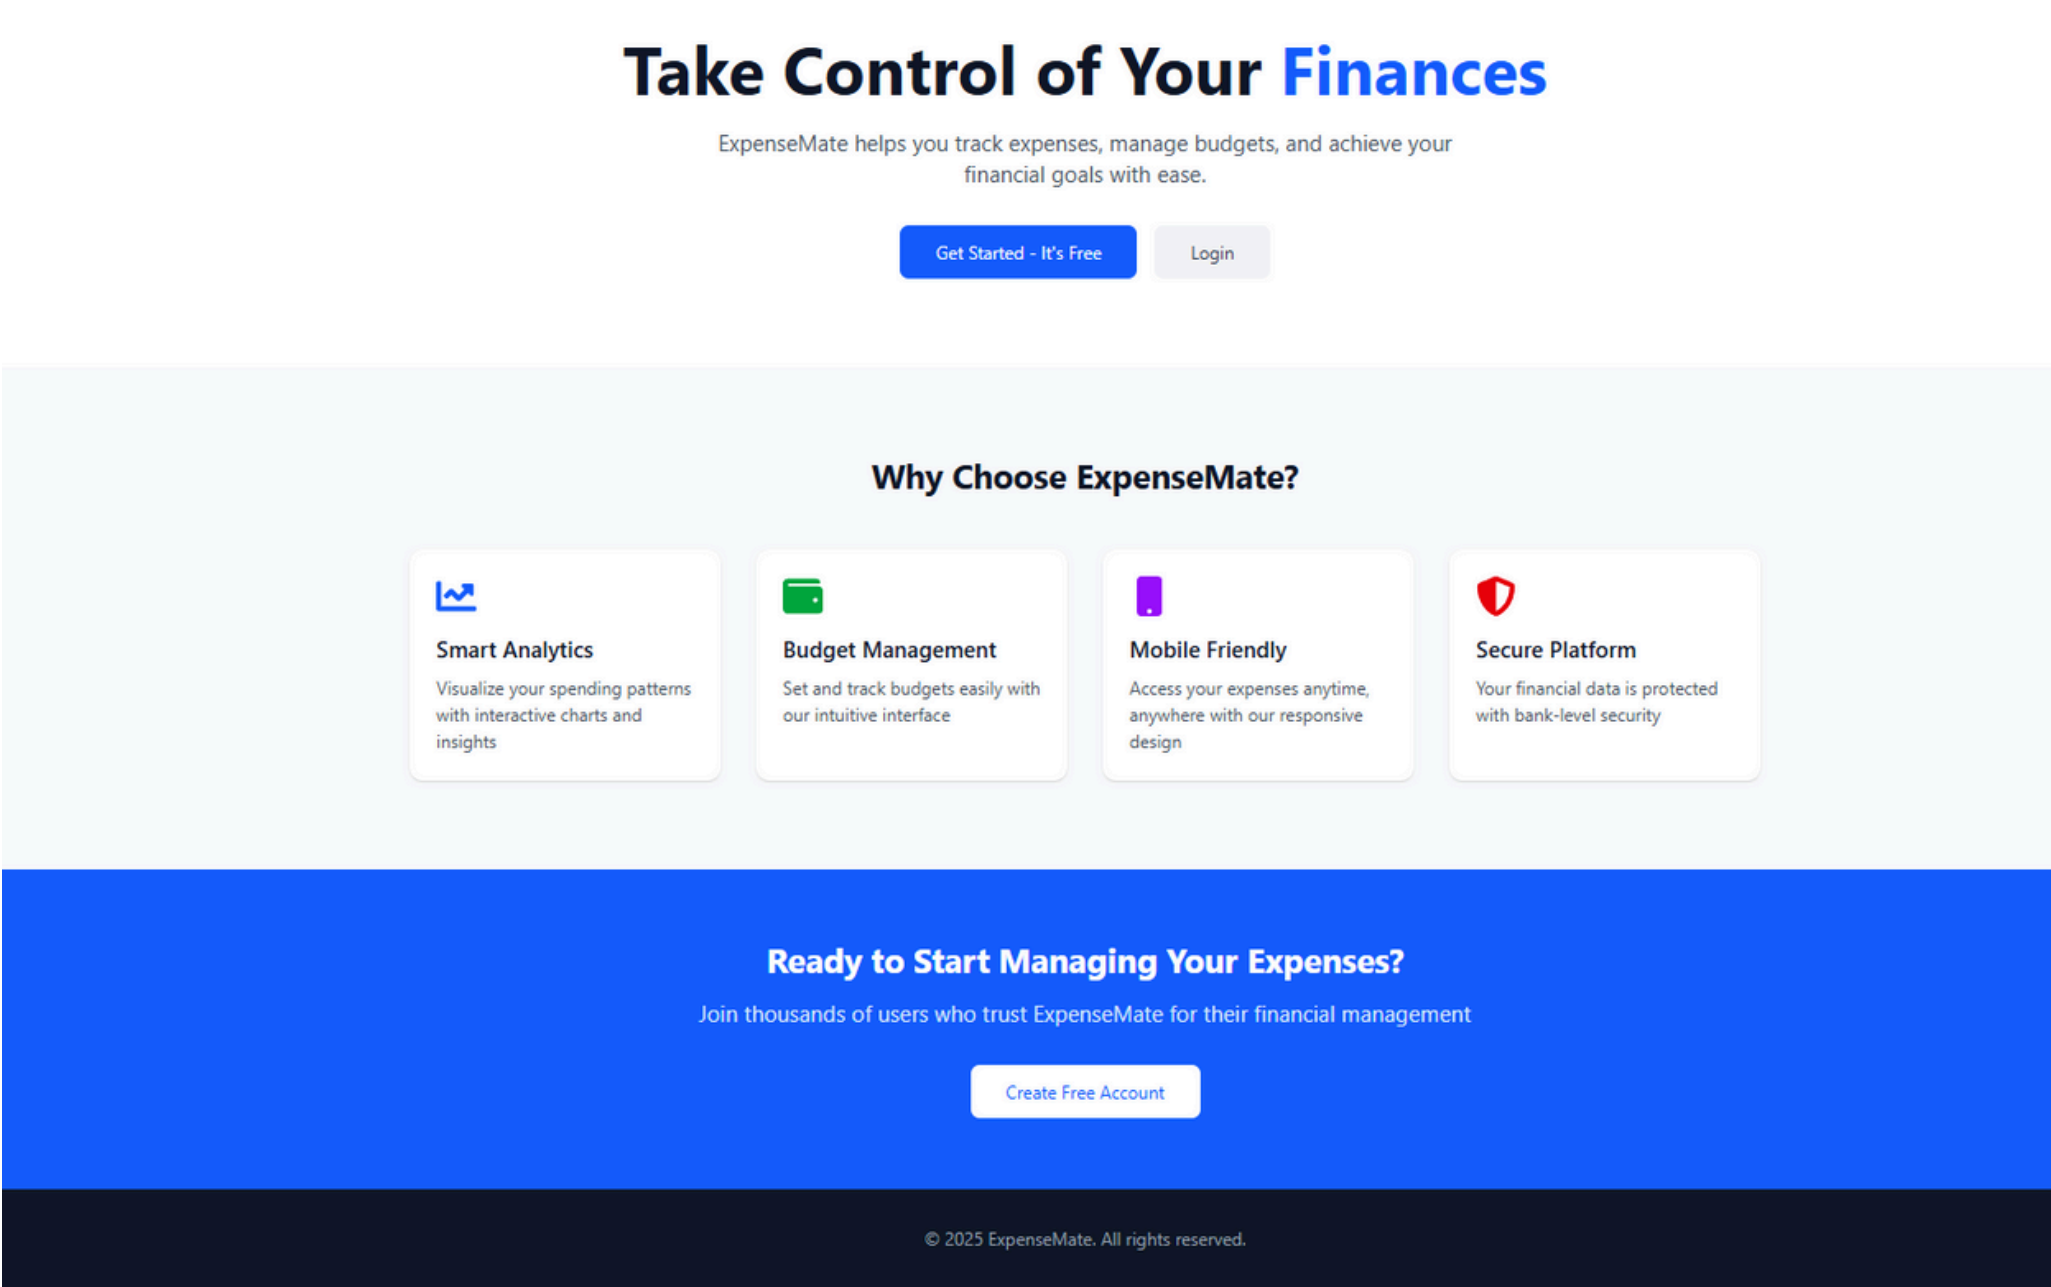 Take Control of Your Finances
ExpenseMate helps you track expenses, manage budgets, and achieve your
financial goals with ease.
Get Started - It's Free
Login
Why Choose ExpenseMate?
Smart Analytics
Visualize your spending patterns
with interactive charts and
insights
Budget Management
Set and track budgets easily with
our intuitive interface
Mobile Friendly
Access your expenses anytime,
anywhere with our responsive
design
Secure Platform
Your financial data is protected
with bank-level security
Ready to Start Managing Your Expenses?
Join thousands of users who trust ExpenseMate for their financial management
Create Free Account
© 2025 ExpenseMate. All rights reserved.